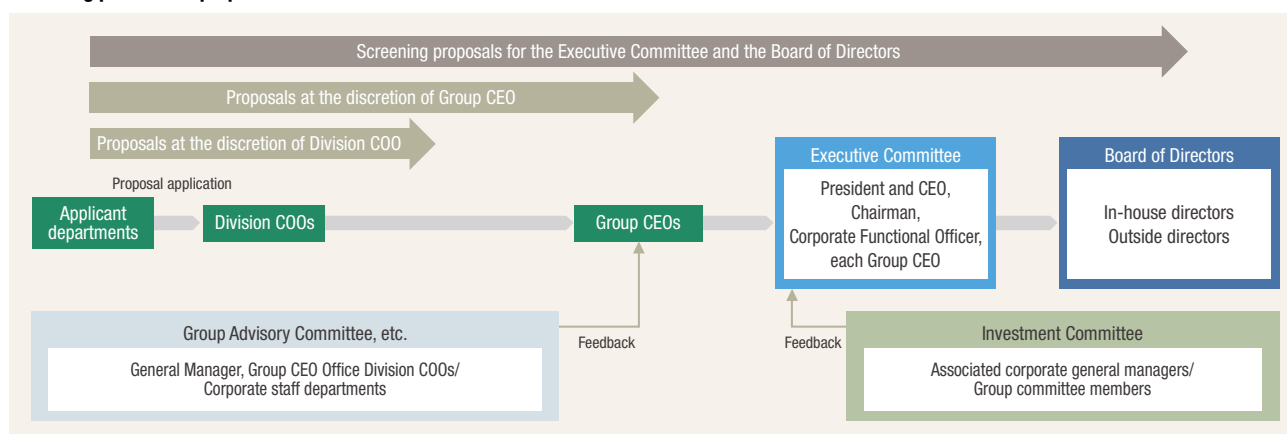 Screening proposals for the Executive Committee and the Board of Directors
Proposals at the discretion of Group CEO
Proposals at the discretion of Division COO
Proposal application
Applicant
departments
Division COOs
Group CEOs
Executive Committee
President and CEO,
Chairman,
Corporate Functional Officer,
each Group CEO
Board of Directors
In-house directors
Outside directors
Group Advisory Committee, etc.
General Manager, Group CEO Office Division COOs/
Corporate staff departments
Feedback
Feedback
Investment Committee
Associated corporate general managers/
Group committee members